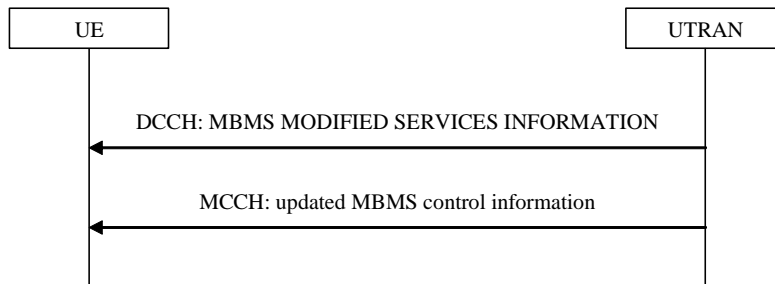 UE
UTRAN
DCCH: MBMS MODIFIED SERVICES INFORMATION
MCCH: updated MBMS control information